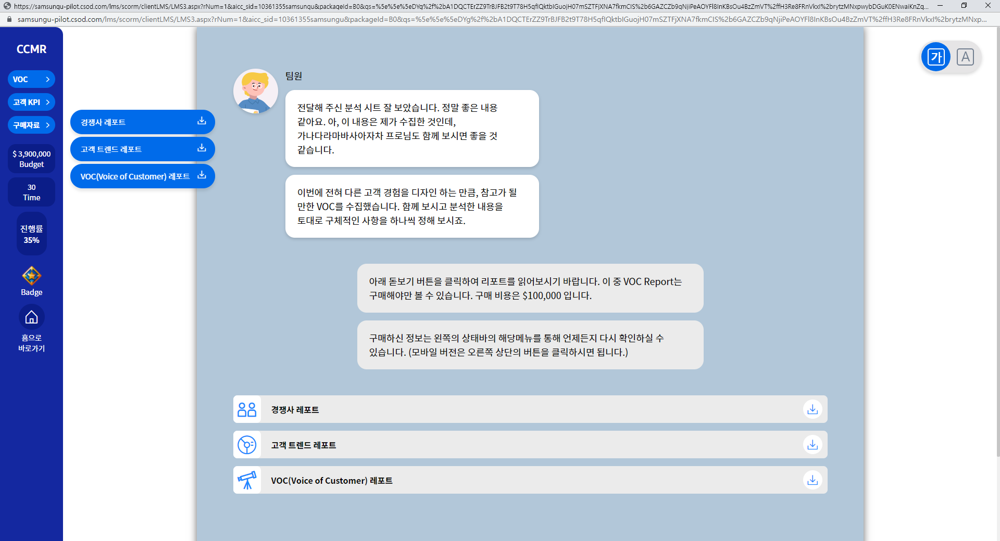 https://samsungu-pilot.csod.com/lms/scorm/clientLMS/LMS3.aspx?rNum=1&aicc_sid=10361355samsungu&packageId=B0&qs=
samsungu-pilot.csod.com/lms/scorm/clientLMS/LMS3.aspx?rNum=1&aicc_sid=10361355samsungu&packageId=B0&qs=
CCMR
VOC
고객 KPI
구매자료
$ 3,900,000
Budget
30
Time
진행률
35%
Badge
홈으로
바로가기
경쟁사 레포트
고객 트렌드 레포트
VOC(Voice of Customer) 레포트
가 A
팀원
전달해 주신 분석 시트 잘 보았습니다. 정말 좋은 내용
같아요. 아, 이 내용은 제가 수집한 것인데,
가나다라마바사아자차 프로님도 함께 보시면 좋을 것
같습니다.
이번에 전혀 다른 고객 경험을 디자인 하는 만큼, 참고가 될
만한 VOC를 수집했습니다. 함께 보시고 분석한 내용을
토대로 구체적인 사항을 하나씩 정해 보시죠.
아래 돋보기 버튼을 클릭하여 리포트를 읽어보시기 바랍니다. 이 중 VOC Report는
구매해야만 볼 수 있습니다. 구매 비용은 $100,000 입니다.
구매하신 정보는 왼쪽의 상태바의 해당메뉴를 통해 언제든지 다시 확인하실 수
있습니다. (모바일 버전은 오른쪽 상단의 버튼을 클릭하시면 됩니다.)
경쟁사 레포트
고객 트렌드 레포트
VOC(Voice of Customer) 레포트